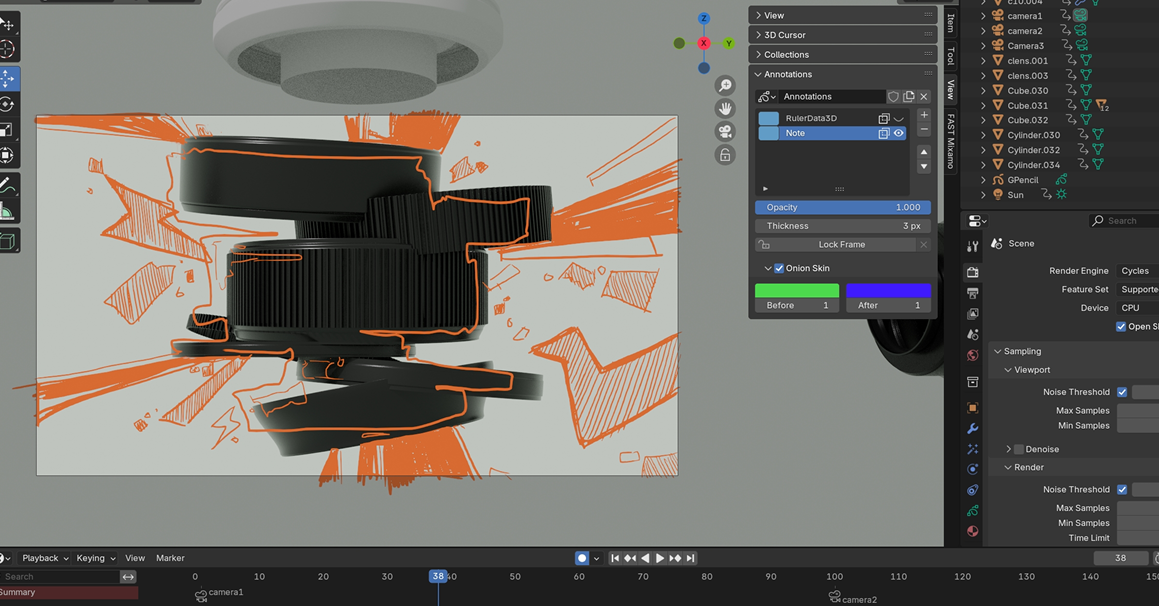 View
3D Cursor
Collections
Annotations
Annotations
RulerData3D
Note
Opacity 1.000
Thickness 3 px
Lock Frame
Onion Skin
Before 1 After 1
Item
Tool
View
FAST Mixamo
Z
X
Y
c10.004
camera1
camera2
Camera3
clens.001
clens.003
Cube.030
Cube.031
12
Cube.032
Cylinder.030
Cylinder.032
Cylinder.034
GPencil
Sun
Search
Scene
Render Engine Cycles
Feature Set Supporte
Device CPU
Open S
Sampling
Viewport
Noise Threshold
Max Samples
Min Samples
Denoise
Render
Noise Threshold
Max Samples
Min Samples
Time Limit
Playback Keying View Marker 38
Search 0 10 20 30 38 40 50 60 70 80 90 100 110 120 130 140 150
Summary camera1 camera2